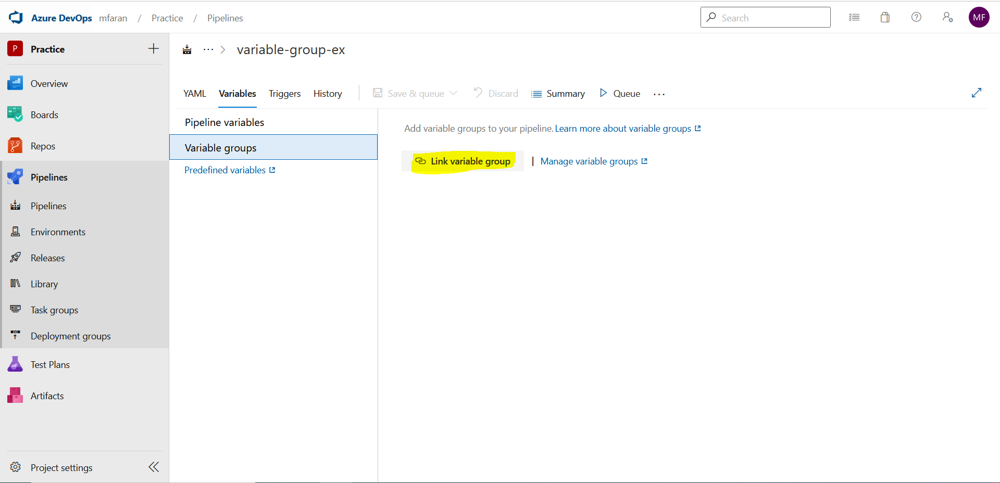 Azure DevOps mfaran / Practice / Pipelines
Search
MF
P Practice
Overview
Boards
Repos
Pipelines
Pipelines
Environments
Releases
Library
Task groups
Deployment groups
Test Plans
Artifacts
Project settings
... > variable-group-ex
YAML Variables Triggers History Save & queue Discard Summary Queue ...
Pipeline variables
Variable groups
Predefined variables
Add variable groups to your pipeline. Learn more about variable groups
Link variable group | Manage variable groups